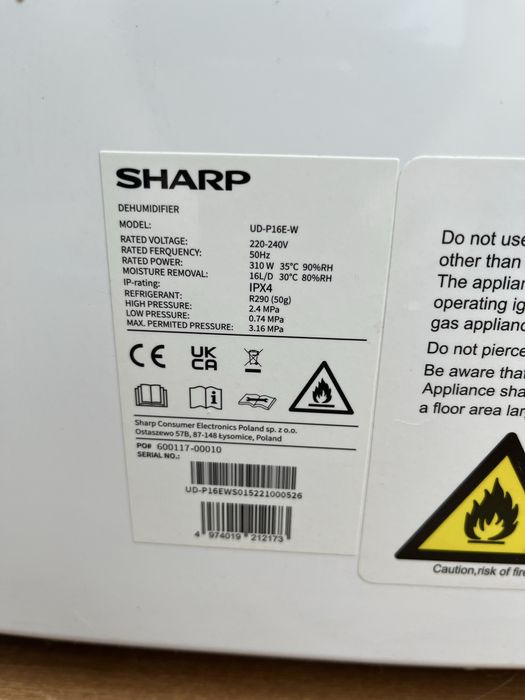 SHARP
DEHUMIDIFIER
MODEL: UD-P16E-W
RATED VOLTAGE: 220-240V
RATED FERQUENCY: 50Hz
RATED POWER: 310 W 35℃ 90%RH
MOISTURE REMOVAL: 16L/D 30℃ 80%RH
IP-rating: IPX4
REFRIGERANT: R290 (50g)
HIGH PRESSURE: 2.4 MPa
LOW PRESSURE: 0.74 MPa
MAX. PERMITED PRESSURE: 3.16 MPa
CE UK CA
Sharp Consumer Electronics Poland sp. z o.o.
Ostaszewo 57B, 87-148 Łysomice, Poland
PO# 600117-00010
SERIAL NO.:
UD-P16EWS015221000526
4 974019 212173
Do not use
other than
The applian
operating ig
gas applianc
Do not pierce
Be aware that
Appliance sha
a floor area lar
Caution,risk of fire